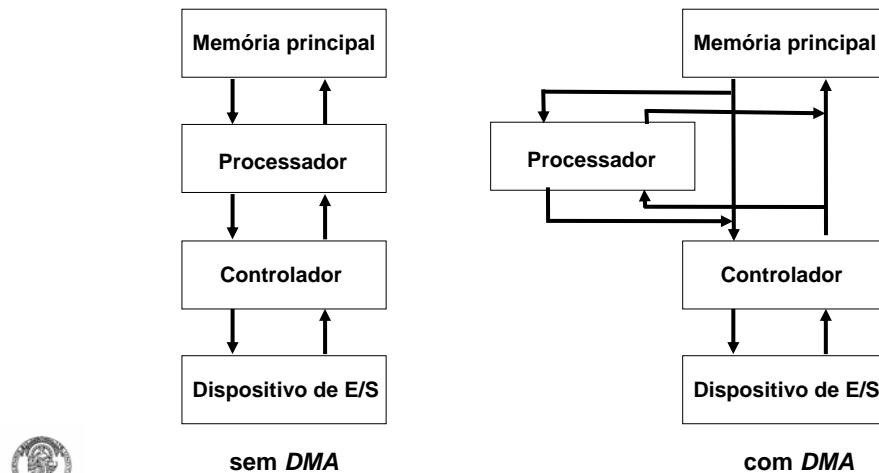 Memória principal
Processador
Controlador
Dispositivo de E/S
sem DMA
Memória principal
Processador
Controlador
Dispositivo de E/S
com DMA